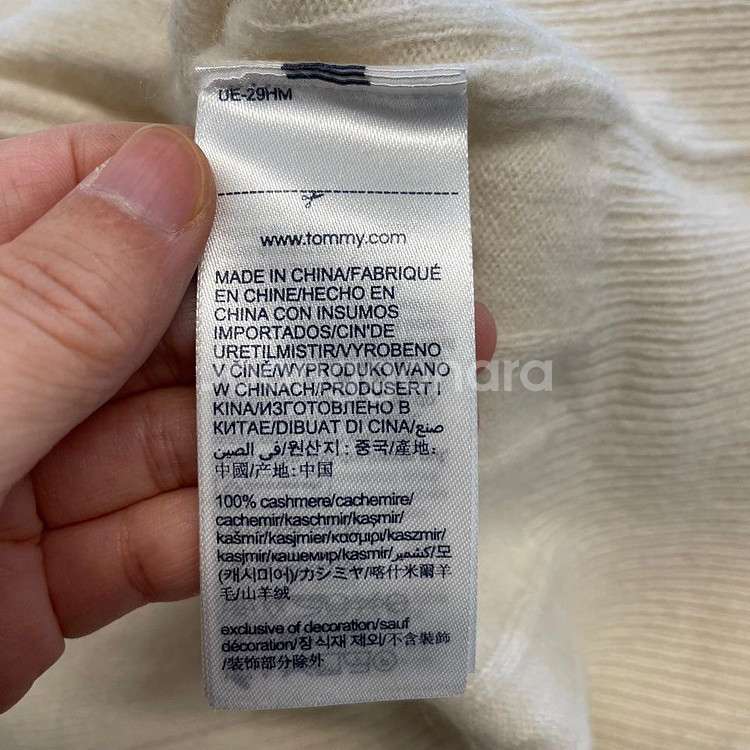 UE-29HM
www.tommy.com
MADE IN CHINA/FABRIQUÉ
EN CHINE/HECHO EN
CHINA CON INSUMOS
IMPORTADOS/CIN'DE
URETILMISTIR/VYROBENO
V ČÍNĚ/WYPRODUKOWANO
W CHINACH/PRODUSERT I
KINA/ИЗГОТОВЛЕНО В
КИТАЕ/DIBUAT DI CINA/صنع
في الصين/원산지: 중국/產地:
中國/产地: 中国
100% cashmere/cachemire/
cachemir/kaschmir/kaşmir/
kašmír/kasjmier/κασμιρι/kaszmir/
kasjmir/кашемир/kasmir/كشمير/모
(캐시미어)/カシミヤ/喀什米爾羊
毛/山羊绒
exclusive of decoration/sauf
décoration/장식재 제외/不含裝飾
/装饰部分除外